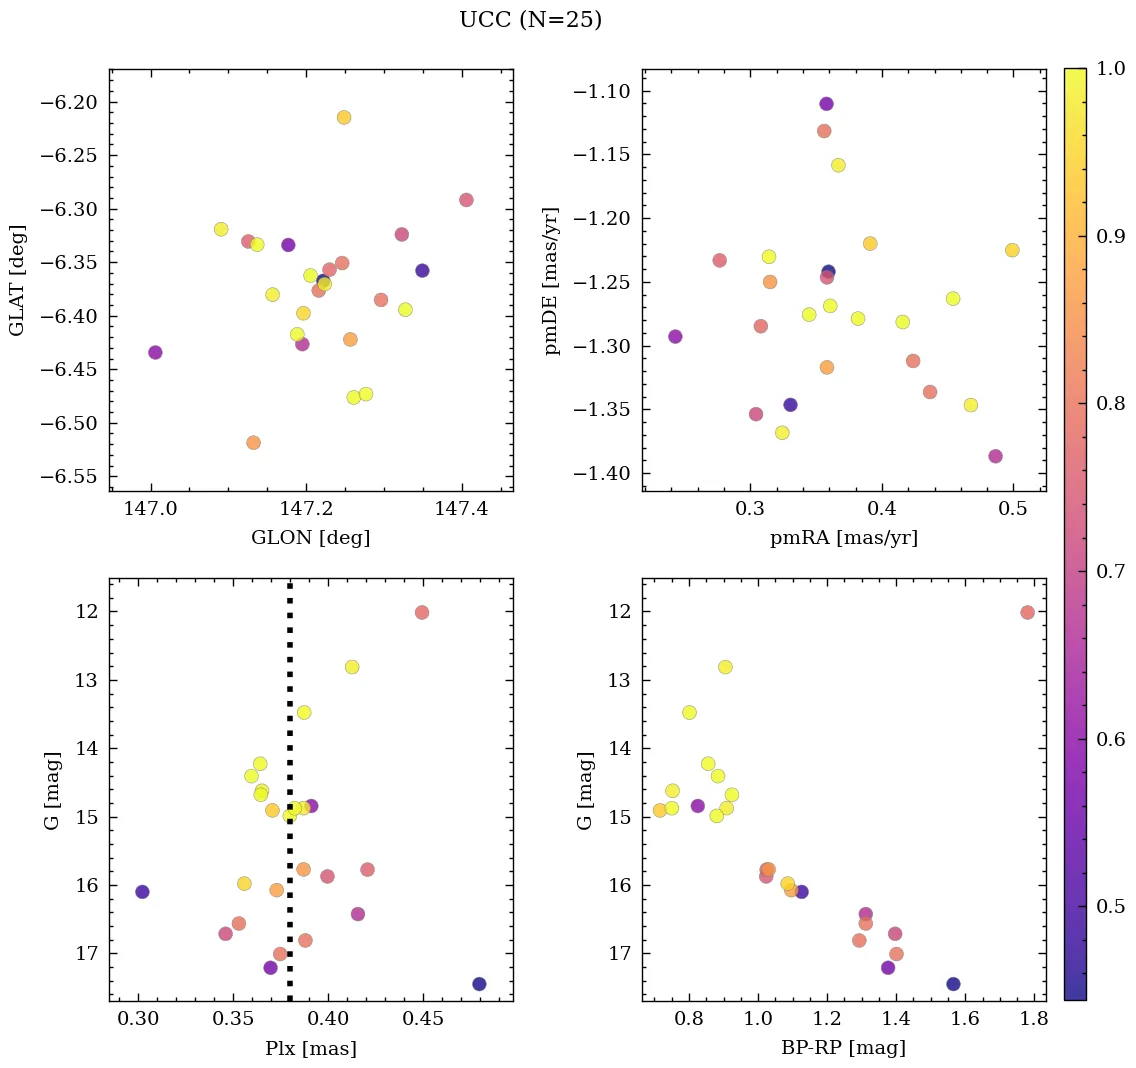 UCC (N=25)
−6.20
−6.25
−6.30
−6.35
−6.40
−6.45
−6.50
−6.55
GLAT [deg]
147.0 147.2 147.4
GLON [deg]
−1.10
−1.15
−1.20
−1.25
−1.30
−1.35
−1.40
pmDE [mas/yr]
0.3 0.4 0.5
pmRA [mas/yr]
12
13
14
15
16
17
G [mag]
0.30 0.35 0.40 0.45
Plx [mas]
12
13
14
15
16
17
G [mag]
0.8 1.0 1.2 1.4 1.6 1.8
BP-RP [mag]
1.0
0.9
0.8
0.7
0.6
0.5